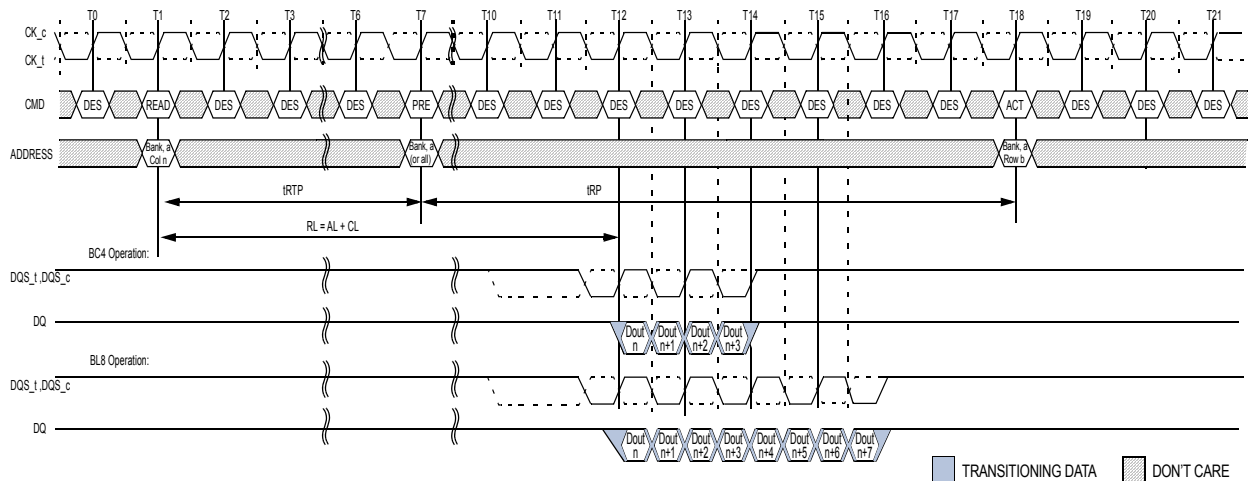 T0 T1 T2 T3 T6 T7 T10 T11 T12 T13 T14 T15 T16 T17 T18 T19 T20 T21
CK_c
CK_t
CMD DES READ DES DES DES PRE DES DES DES DES DES DES DES DES ACT DES DES DES
ADDRESS
Bank, a
Col n
Bank, a
(or all)
Bank, a
Row b
tRTP tRP
RL = AL + CL
BC4 Operation:
DQS_t ,DQS_c
DQ
Dout
n
Dout
n+1
Dout
n+2
Dout
n+3
BL8 Operation:
DQS_t,DQS_c
DQ
Dout
n
Dout
n+1
Dout
n+2
Dout
n+3
Dout
n+4
Dout
n+5
Dout
n+6
Dout
n+7
TRANSITIONING DATA DON'T CARE